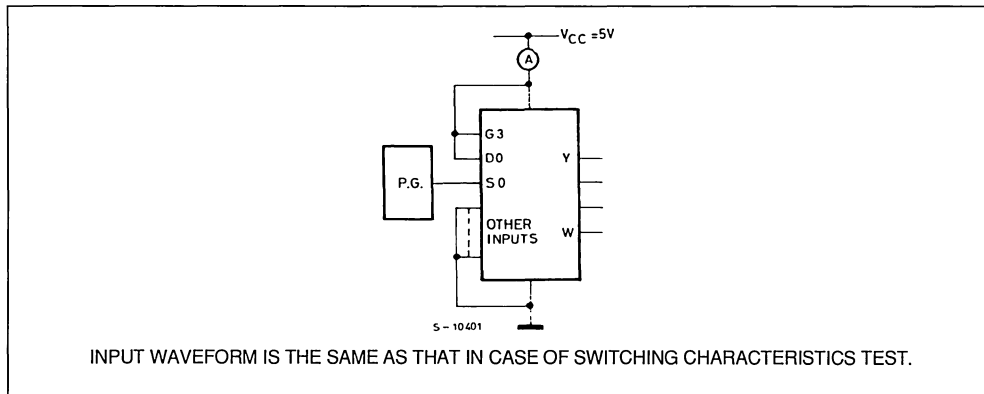 V_CC = 5V
A
G3
D0
Y
P.G.
S0
OTHER
INPUTS
W
S-10401
INPUT WAVEFORM IS THE SAME AS THAT IN CASE OF SWITCHING CHARACTERISTICS TEST.